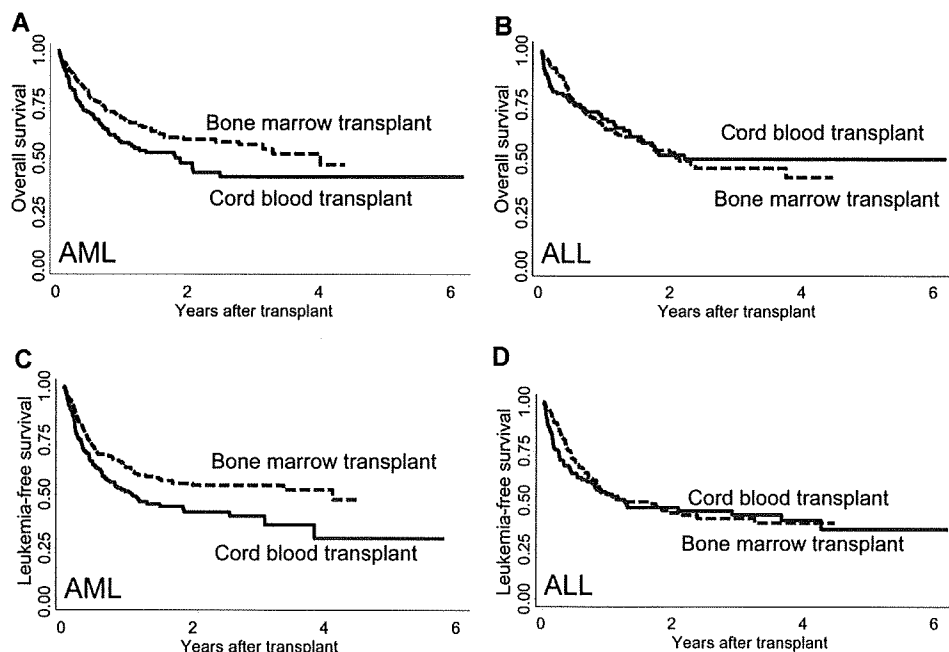 A
Overall survival
1.00
0.75
0.50
0.25
0.00
Bone marrow transplant
Cord blood transplant
AML
0 2 4 6
Years after transplant
B
Overall survival
1.00
0.75
0.50
0.25
0.00
Cord blood transplant
Bone marrow transplant
ALL
0 2 4 6
Years after transplant
C
Leukemia-free survival
1.00
0.75
0.50
0.25
0.00
Bone marrow transplant
Cord blood transplant
AML
0 2 4 6
Years after transplant
D
Leukemia-free survival
1.00
0.75
0.50
0.25
0.00
Cord blood transplant
Bone marrow transplant
ALL
0 2 4 6
Years after transplant